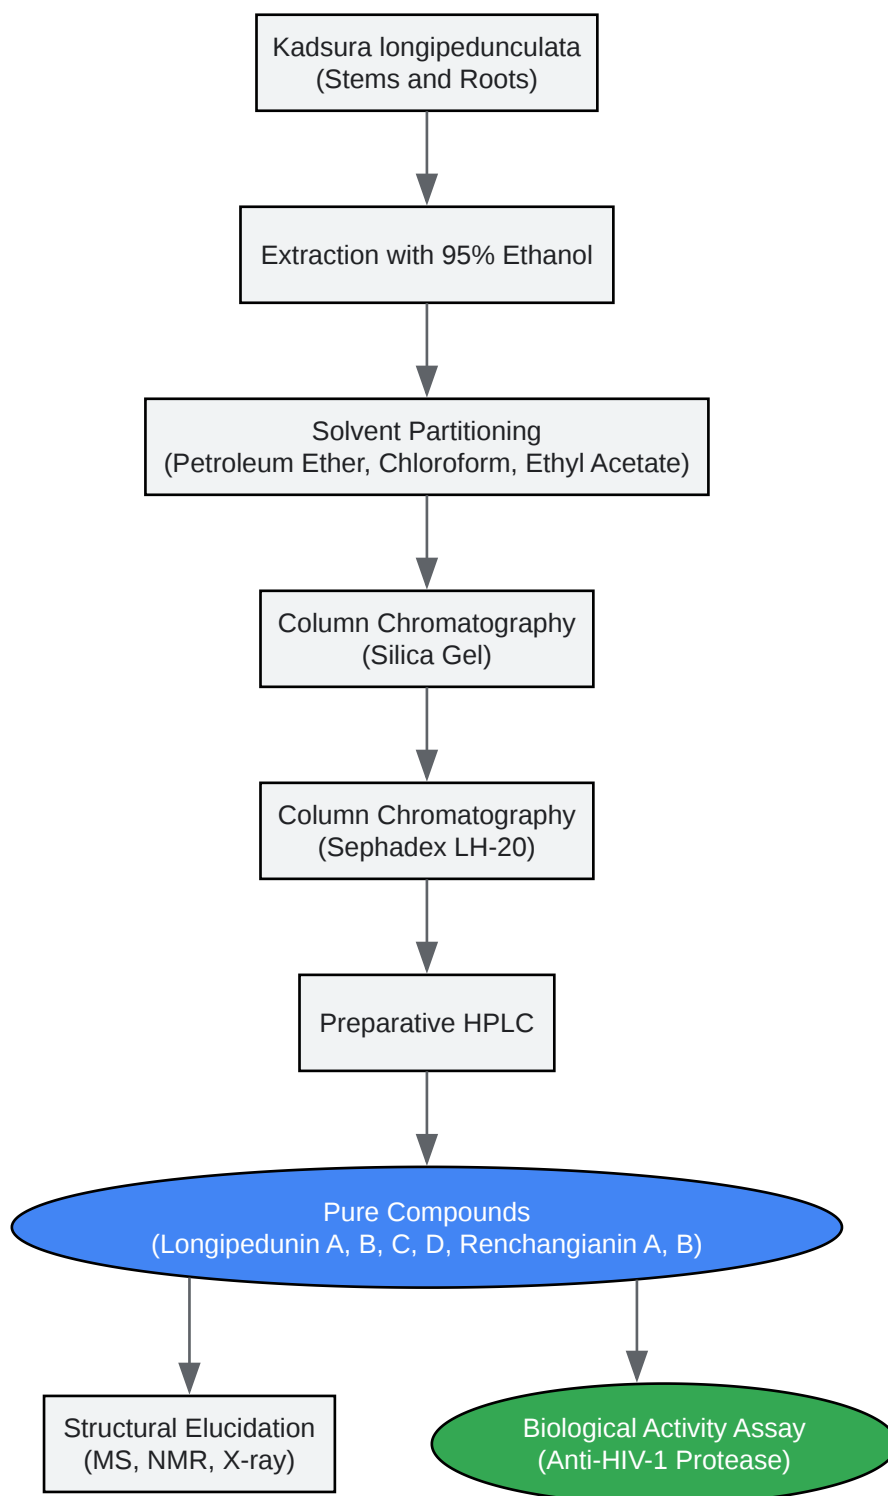 Kadsura longipedunculata
(Stems and Roots)
Extraction with 95% Ethanol
Solvent Partitioning
(Petroleum Ether, Chloroform, Ethyl Acetate)
Column Chromatography
(Silica Gel)
Column Chromatography
(Sephadex LH-20)
Preparative HPLC
Pure Compounds
(Longipedunin A, B, C, D, Renchangianin A, B)
Structural Elucidation
(MS, NMR, X-ray)
Biological Activity Assay
(Anti-HIV-1 Protease)